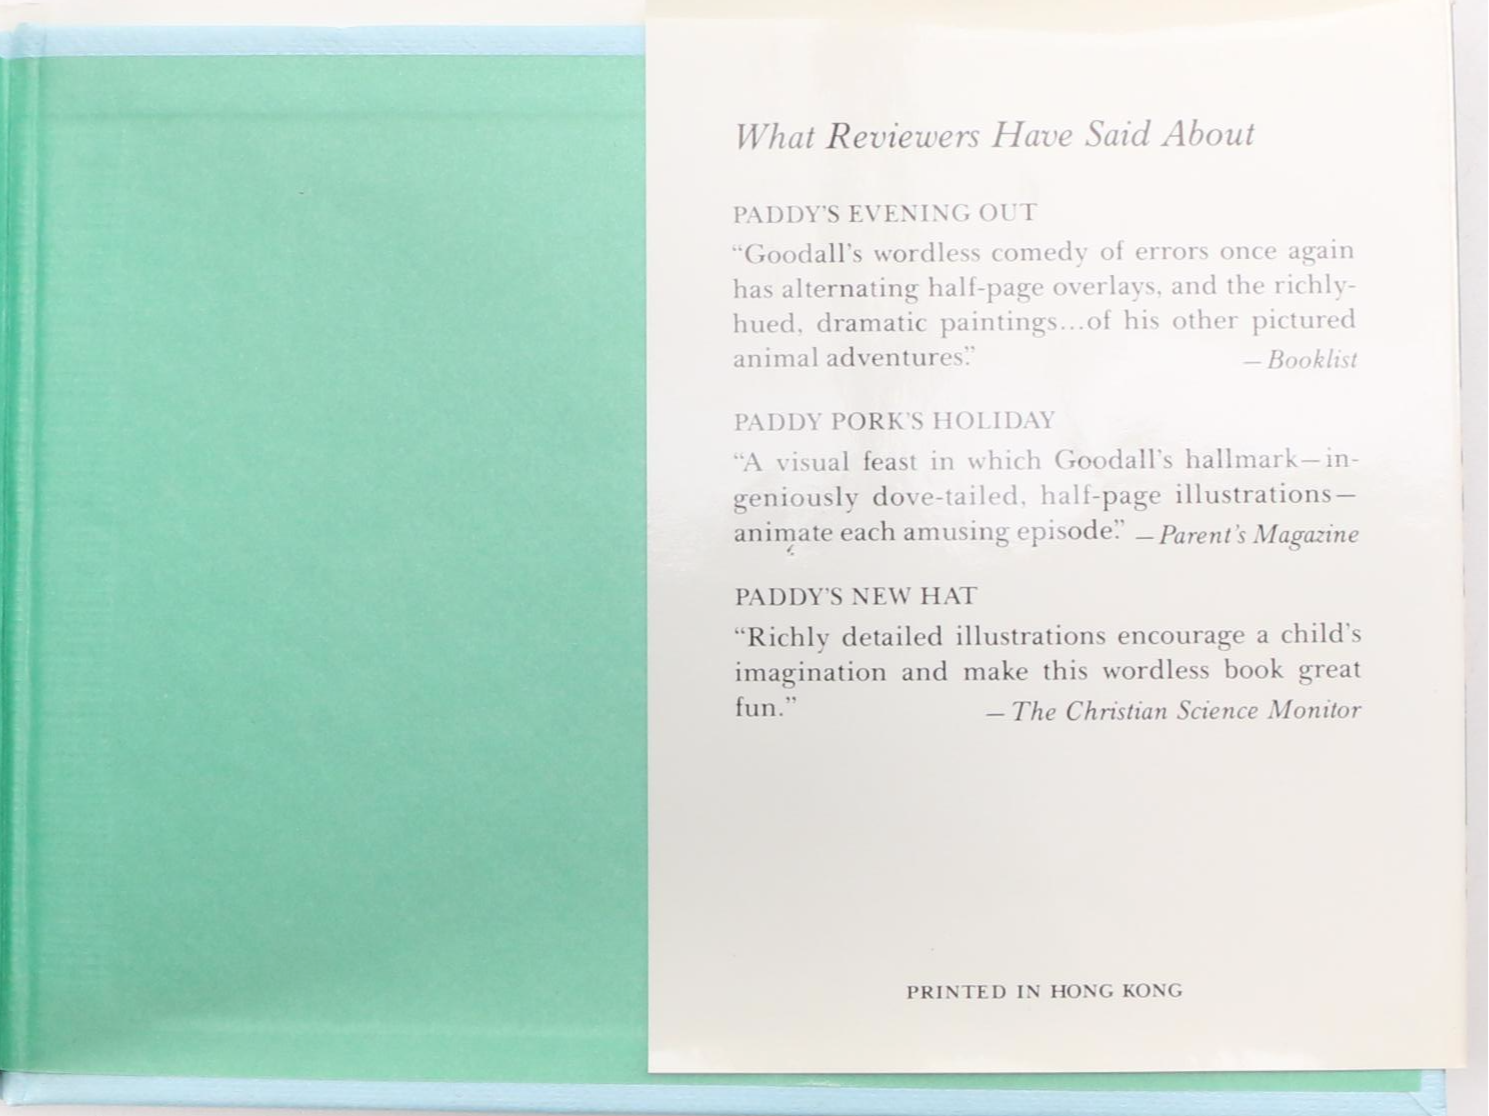 What Reviewers Have Said About
PADDY'S EVENING OUT
“Goodall's wordless comedy of errors once again
has alternating half-page overlays, and the richly-
hued, dramatic paintings...of his other pictured
animal adventures.” — Booklist
PADDY PORK'S HOLIDAY
“A visual feast in which Goodall's hallmark—in-
geniously dove-tailed, half-page illustrations—
animate each amusing episode.” — Parent's Magazine
PADDY'S NEW HAT
“Richly detailed illustrations encourage a child's
imagination and make this wordless book great
fun.” — The Christian Science Monitor
PRINTED IN HONG KONG